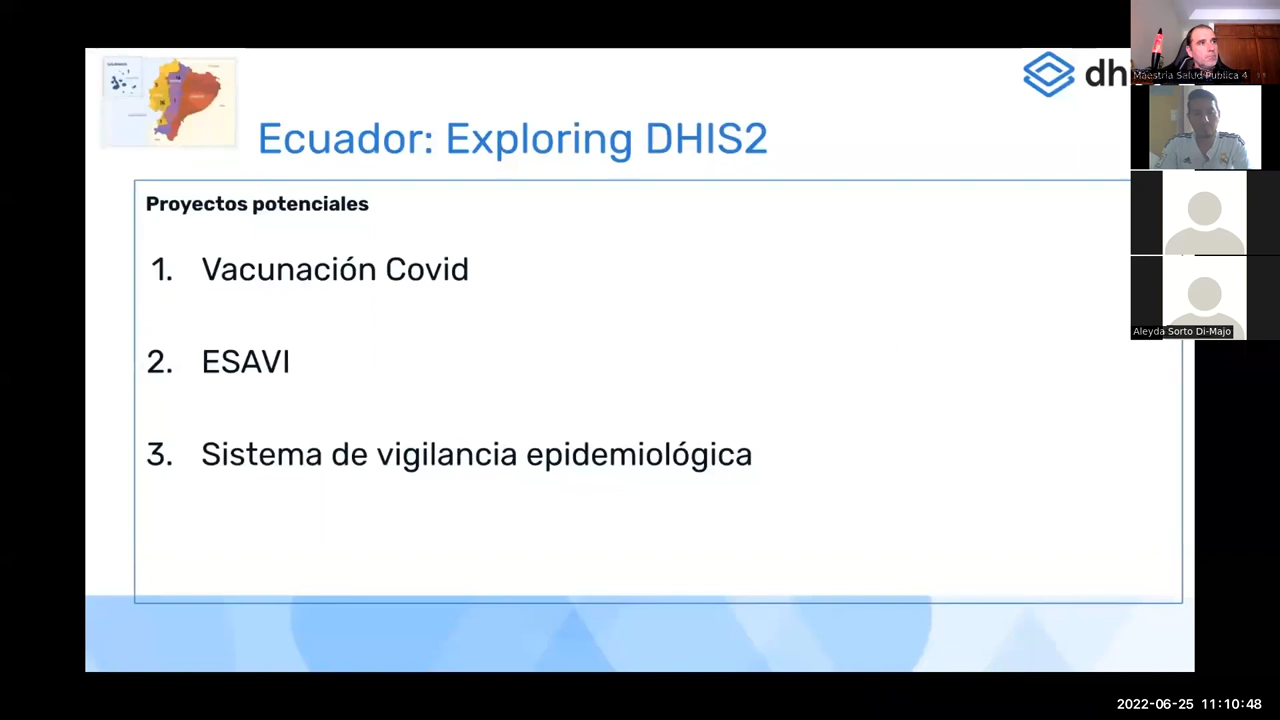 dh
Maestria Salud Publica 4
Ecuador: Exploring DHIS2
Proyectos potenciales
1. Vacunación Covid
2. ESAVI
3. Sistema de vigilancia epidemiológica
Aleyda Sorto Di-Majo
2022-06-25 11:10:48